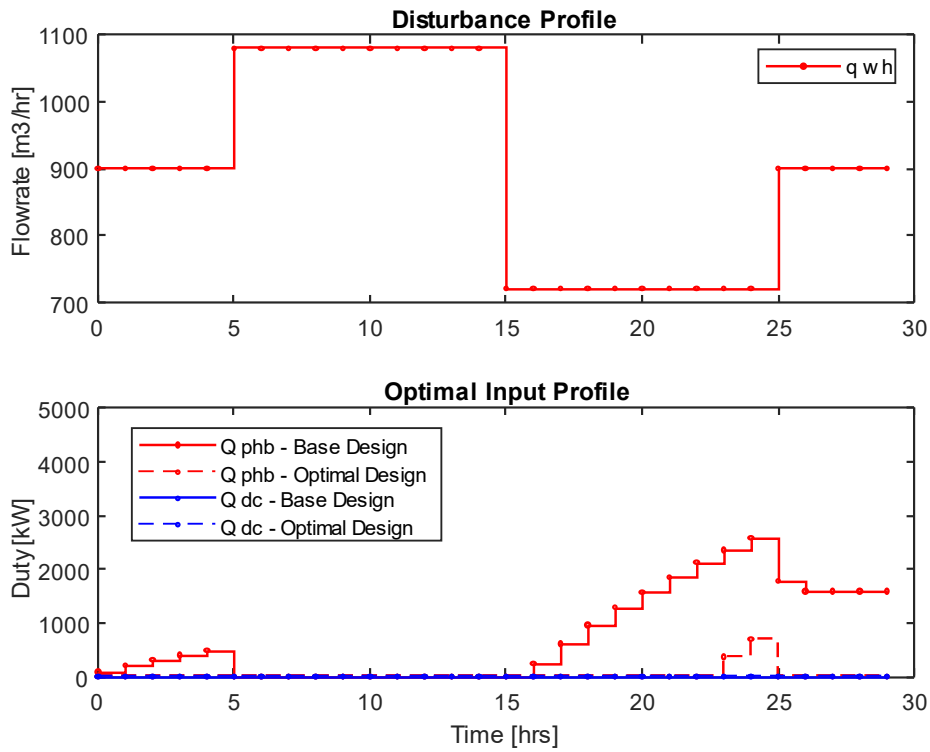 Disturbance Profile
1100
1000
900
800
700
Flowrate [m3/hr]
q w h
0 5 10 15 20 25 30
Optimal Input Profile
5000
4000
3000
2000
1000
0
Duty [kW]
Q phb - Base Design
Q phb - Optimal Design
Q dc - Base Design
Q dc - Optimal Design
0 5 10 15 20 25 30
Time [hrs]